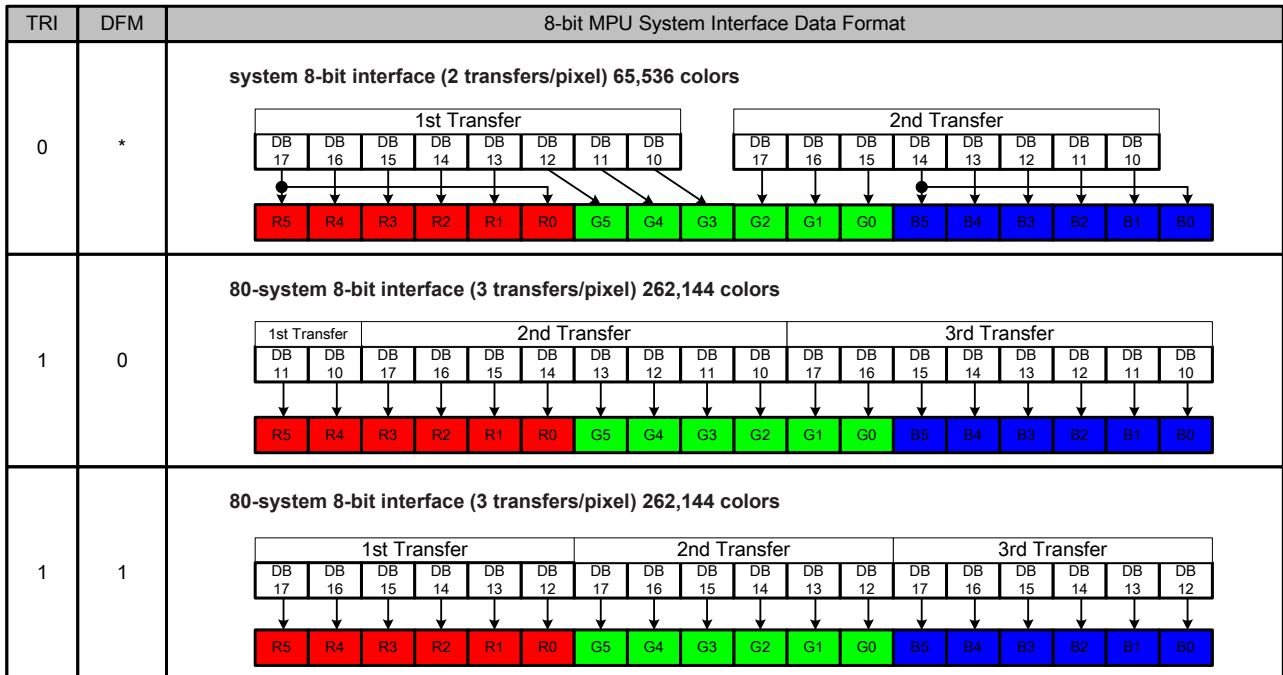 TRI DFM 8-bit MPU System Interface Data Format
0 *
system 8-bit interface (2 transfers/pixel) 65,536 colors
1st Transfer 2nd Transfer
DB DB DB DB DB DB DB DB DB DB DB DB DB DB DB DB
17 16 15 14 13 12 11 10 17 16 15 14 13 12 11 10
R5 R4 R3 R2 R1 R0 G5 G4 G3 G2 G1 G0 B5 B4 B3 B2 B1 B0
1 0
80-system 8-bit interface (3 transfers/pixel) 262,144 colors
1st Transfer 2nd Transfer 3rd Transfer
DB DB DB DB DB DB DB DB DB DB DB DB DB DB DB DB DB DB
11 10 17 16 15 14 13 12 11 10 17 16 15 14 13 12 11 10
R5 R4 R3 R2 R1 R0 G5 G4 G3 G2 G1 G0 B5 B4 B3 B2 B1 B0
1 1
80-system 8-bit interface (3 transfers/pixel) 262,144 colors
1st Transfer 2nd Transfer 3rd Transfer
DB DB DB DB DB DB DB DB DB DB DB DB DB DB DB DB DB DB
17 16 15 14 13 12 17 16 15 14 13 12 17 16 15 14 13 12
R5 R4 R3 R2 R1 R0 G5 G4 G3 G2 G1 G0 B5 B4 B3 B2 B1 B0